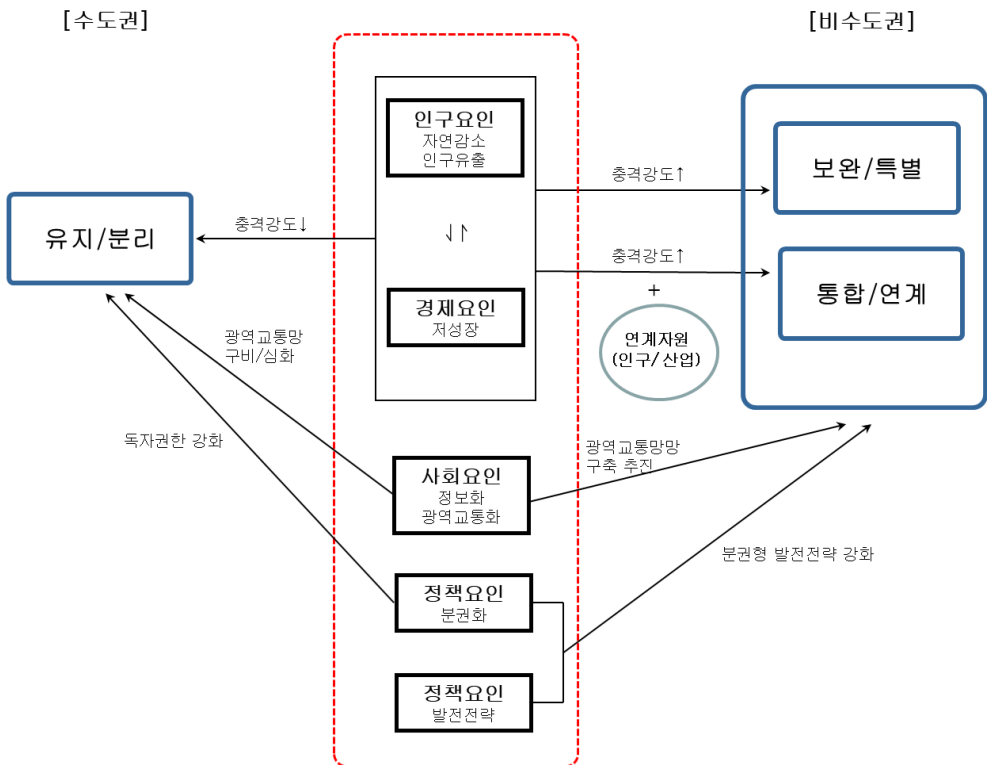 [수도권]
[비수도권]
인구요인
자연감소
인구유출
경제요인
저성장
유지/분리
충격강도↓
충격강도↑
보완/특별
충격강도↑
+
연계자원
(인구/산업)
통합/연계
광역교통망
구비/심화
독자권한 강화
사회요인
정보화
광역교통화
광역교통망망
구축 추진
정책요인
분권화
정책요인
발전전략
분권형 발전전략 강화